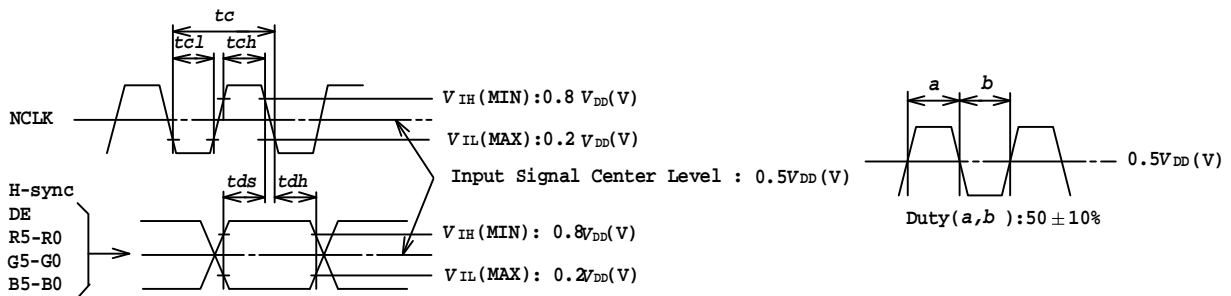 tc
tcl tch
NCLK
VIH(MIN):0.8 VDD(V)
VIL(MAX):0.2 VDD(V)
Input Signal Center Level : 0.5VDD(V)
tds tdh
H-sync
DE
R5-R0
G5-G0
B5-B0
VIH(MIN): 0.8VDD(V)
VIL(MAX): 0.2VDD(V)
a b
0.5VDD(V)
Duty(a,b ):50±10%